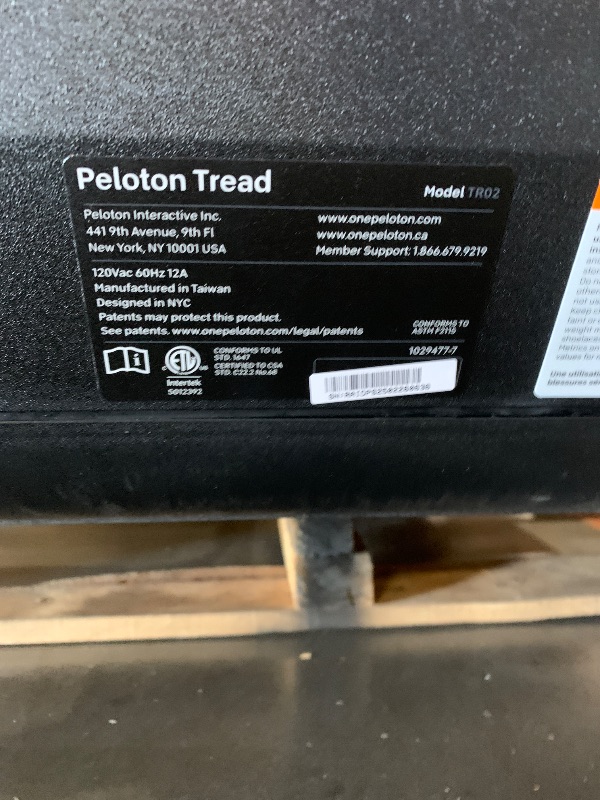 Peloton Tread
Model TR02
Peloton Interactive Inc.
441 9th Avenue, 9th Fl
New York, NY 10001 USA
www.onepeloton.com
www.onepeloton.ca
Member Support: 1.866.679.9219
120Vac 60Hz 12A
Manufactured in Taiwan
Designed in NYC
Patents may protect this product.
See patents. www.onepeloton.com/legal/patents
CONFORMS TO
ASTM F2115
ETL
Intertek
5012392
CONFORMS TO UL
STD. 1647
CERTIFIED TO CSA
STD. C22.2 No.68
1029477-7